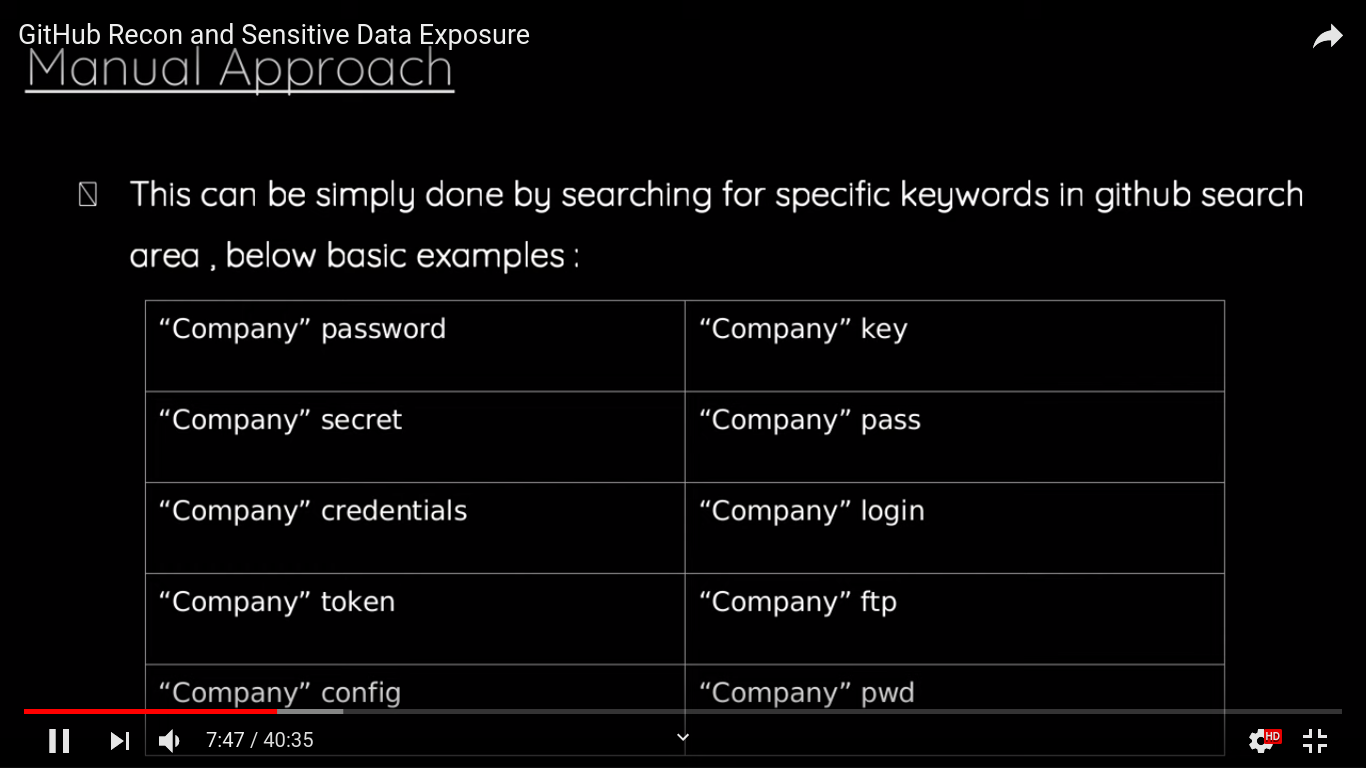 GitHub Recon and Sensitive Data Exposure
Manual Approach
This can be simply done by searching for specific keywords in github search
area , below basic examples :
“Company” password
“Company” key
“Company” secret
“Company” pass
“Company” credentials
“Company” login
“Company” token
“Company” ftp
“Company” config
“Company” pwd
7:47 / 40:35
HD